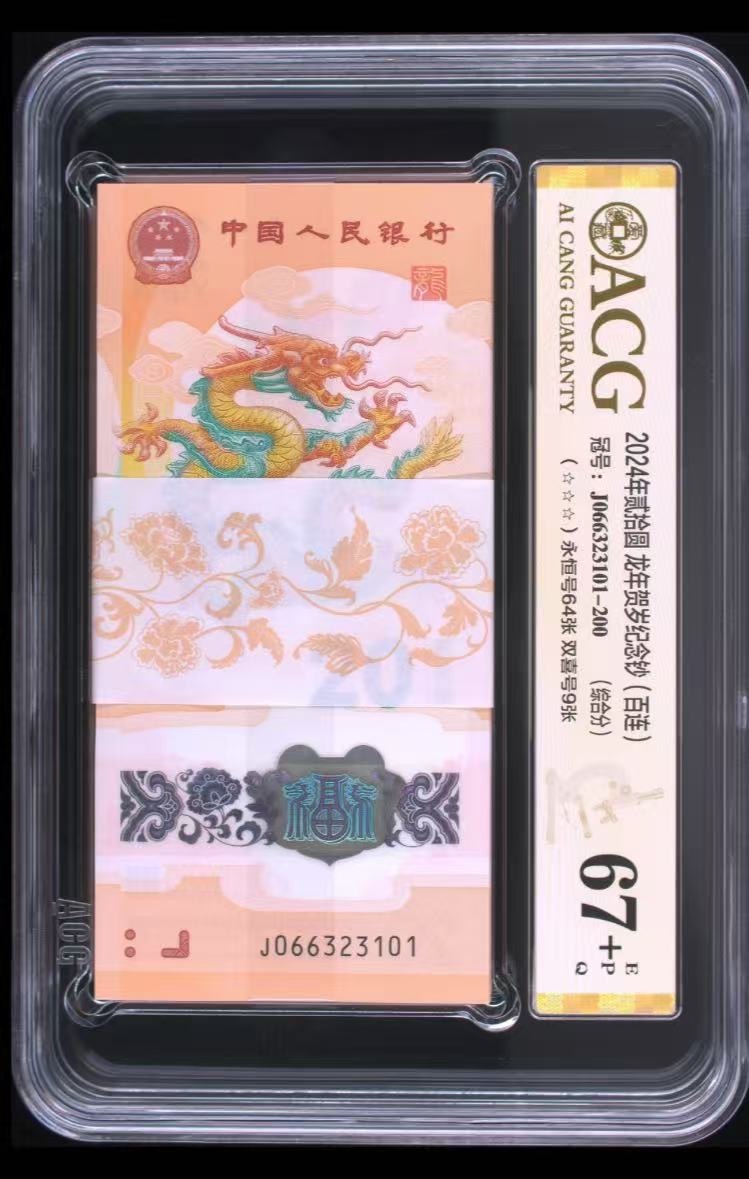 中国人民银行
龍
J066323101
ACG
AI CANG GUARANTY
2024年贰拾圆 龙年贺岁纪念钞（百连）
冠号：J066323101-200 （综合分）
（☆☆☆）永恒号64张 双喜号9张
67+
E
P
Q
ACG